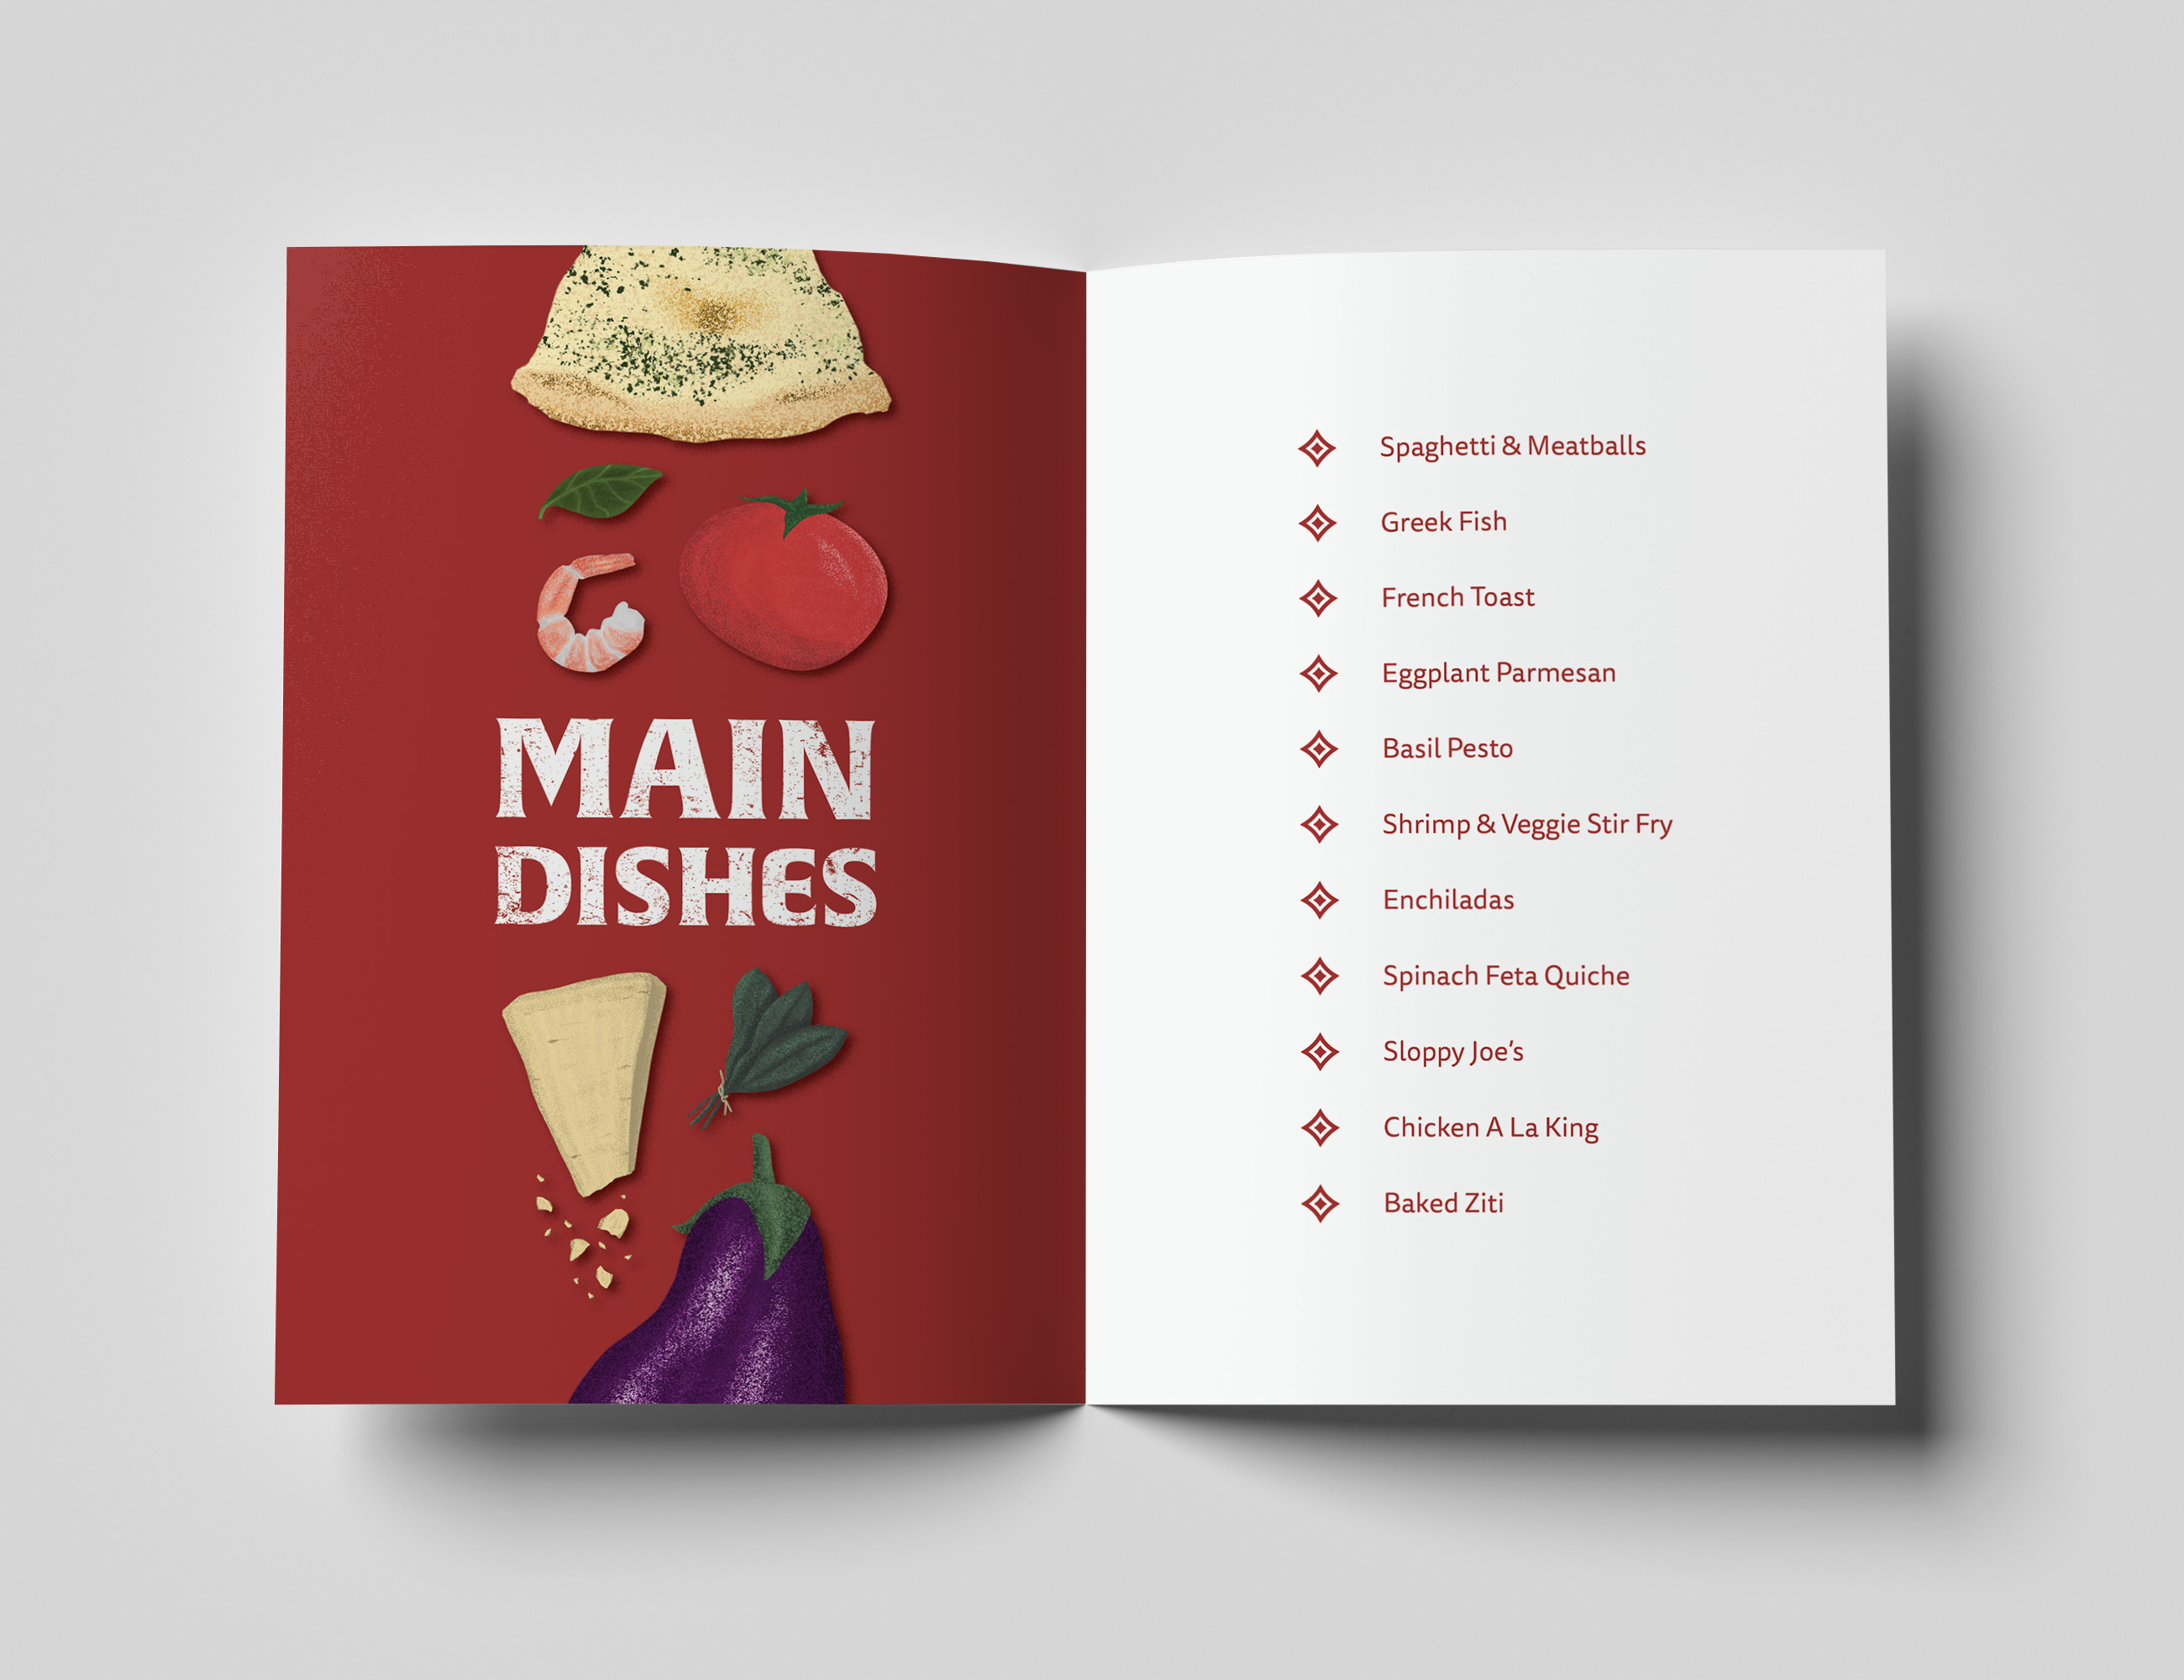 MAIN
DISHES
Spaghetti & Meatballs
Greek Fish
French Toast
Eggplant Parmesan
Basil Pesto
Shrimp & Veggie Stir Fry
Enchiladas
Spinach Feta Quiche
Sloppy Joe's
Chicken A La King
Baked Ziti